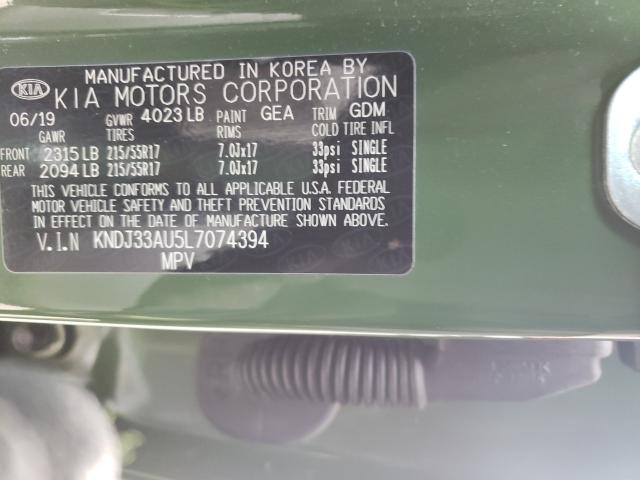 MANUFACTURED IN KOREA BY
KIA KIA MOTORS CORPORATION
06/19 GVWR 4023 LB PAINT GEA TRIM GDM
GAWR TIRES RIMS COLD TIRE INFL
FRONT 2315 LB 215/55R17 7.0Jx17 33psi SINGLE
REAR 2094 LB 215/55R17 7.0Jx17 33psi SINGLE
THIS VEHICLE CONFORMS TO ALL APPLICABLE U.S.A. FEDERAL
MOTOR VEHICLE SAFETY AND THEFT PREVENTION STANDARDS
IN EFFECT ON THE DATE OF MANUFACTURE SHOWN ABOVE.
V.I.N KNDJ33AU5L7074394
MPV